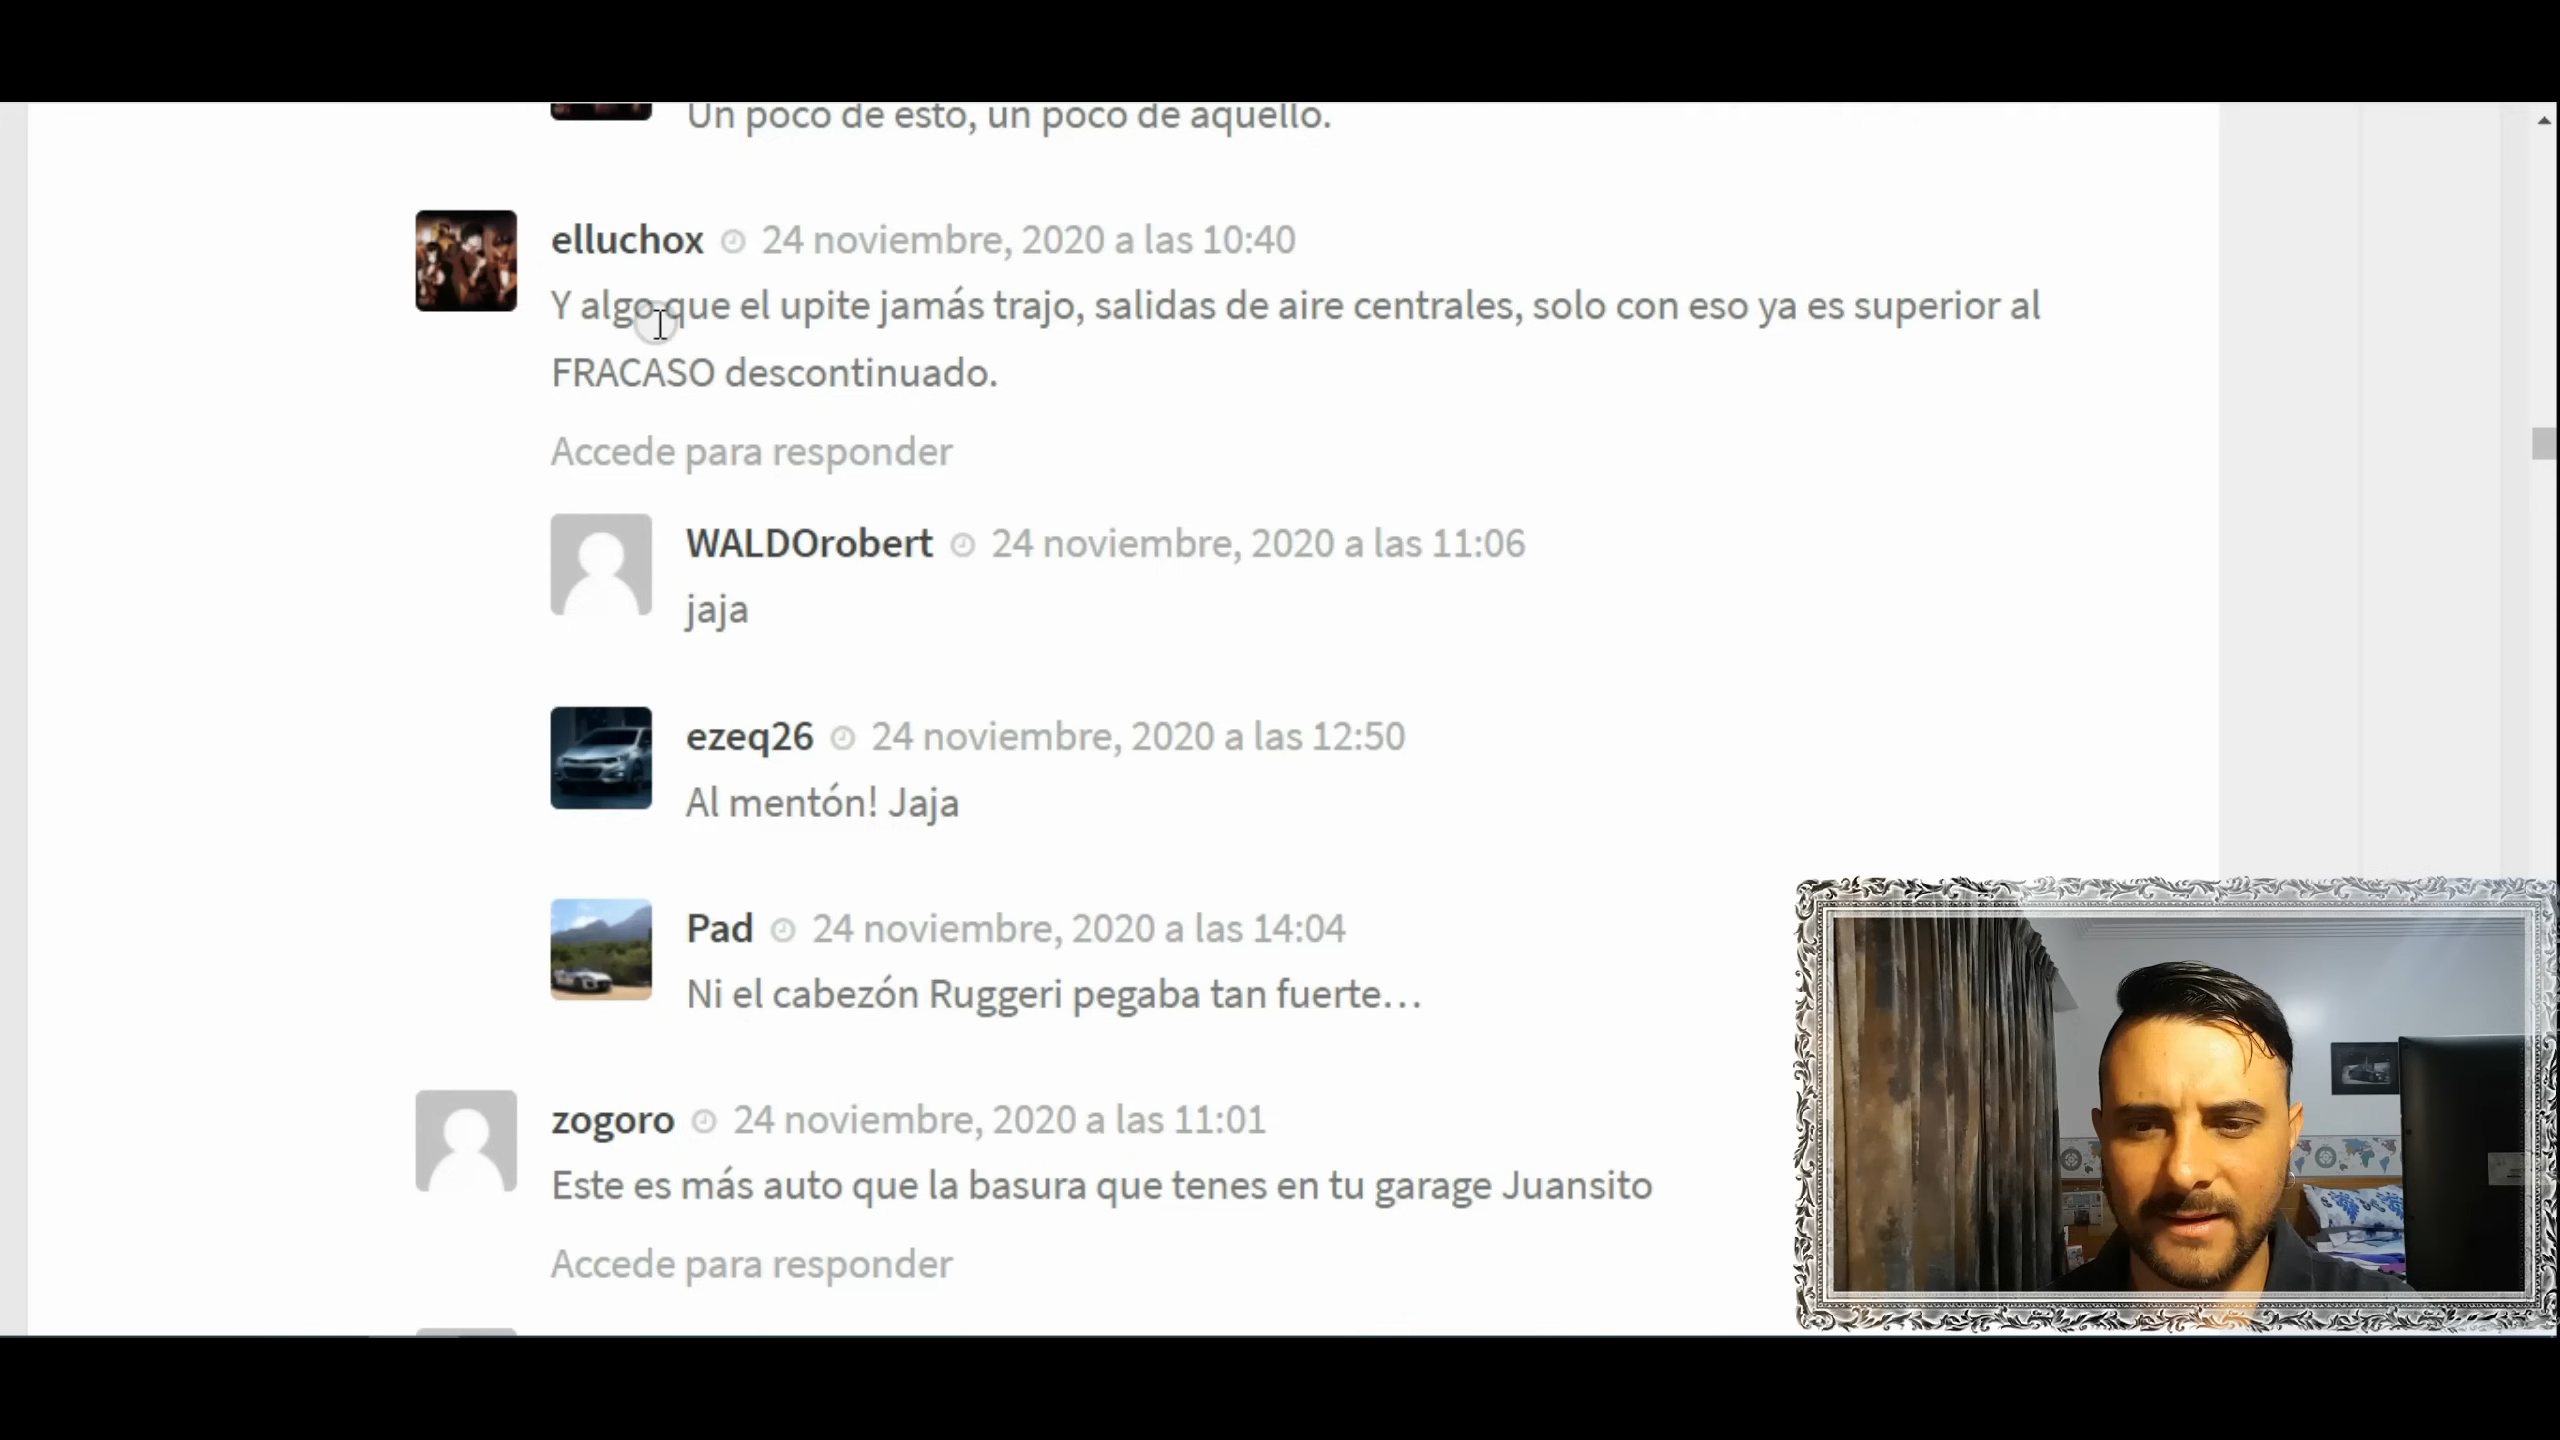 Un poco de esto, un poco de aquello.
elluchox 24 noviembre, 2020 a las 10:40
Y algo que el upite jamás trajo, salidas de aire centrales, solo con eso ya es superior al
FRACASO descontinuado.
Accede para responder
WALDOrobert 24 noviembre, 2020 a las 11:06
jaja
ezeq26 24 noviembre, 2020 a las 12:50
Al mentón! Jaja
Pad 24 noviembre, 2020 a las 14:04
Ni el cabezón Ruggeri pegaba tan fuerte…
zogoro 24 noviembre, 2020 a las 11:01
Este es más auto que la basura que tenes en tu garage Juansito
Accede para responder